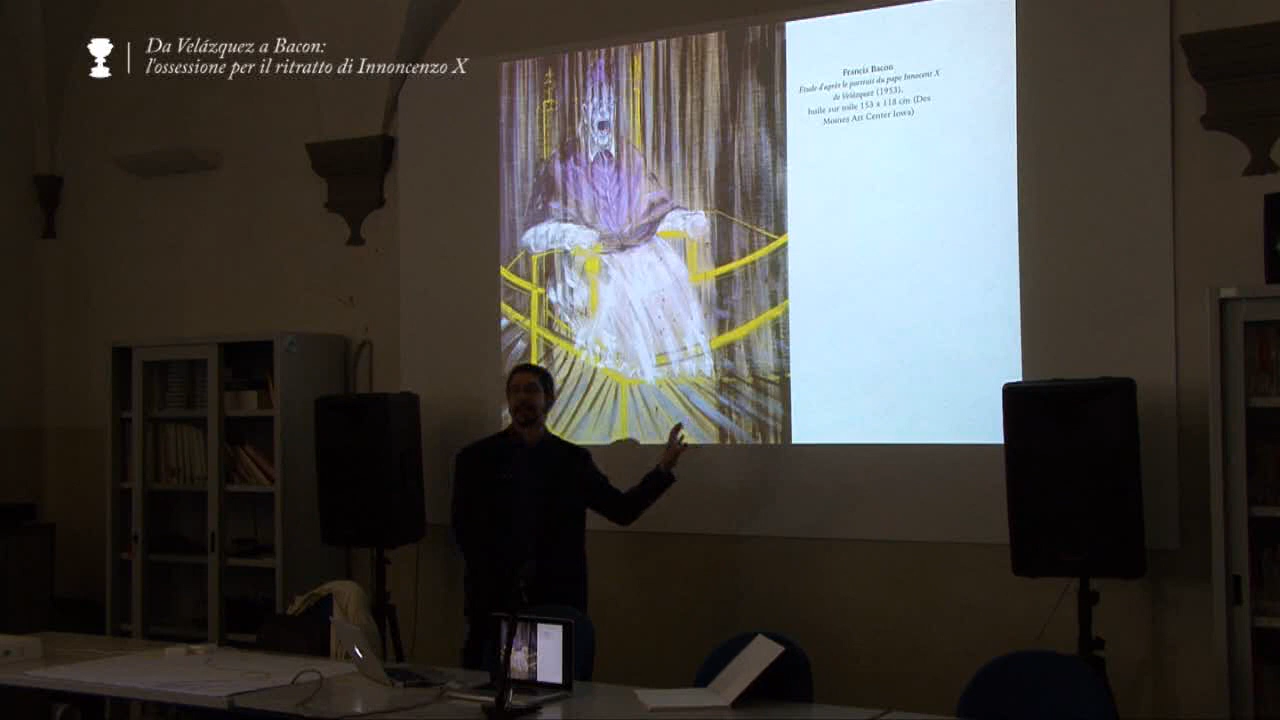 Da Velázquez a Bacon:
l'ossessione per il ritratto di Innoncenzo X
Francis Bacon
Étude d'après le portrait du pape Innocent X
de Velázquez (1953),
huile sur toile 153 x 118 cm (Des
Moines Art Center Iowa)